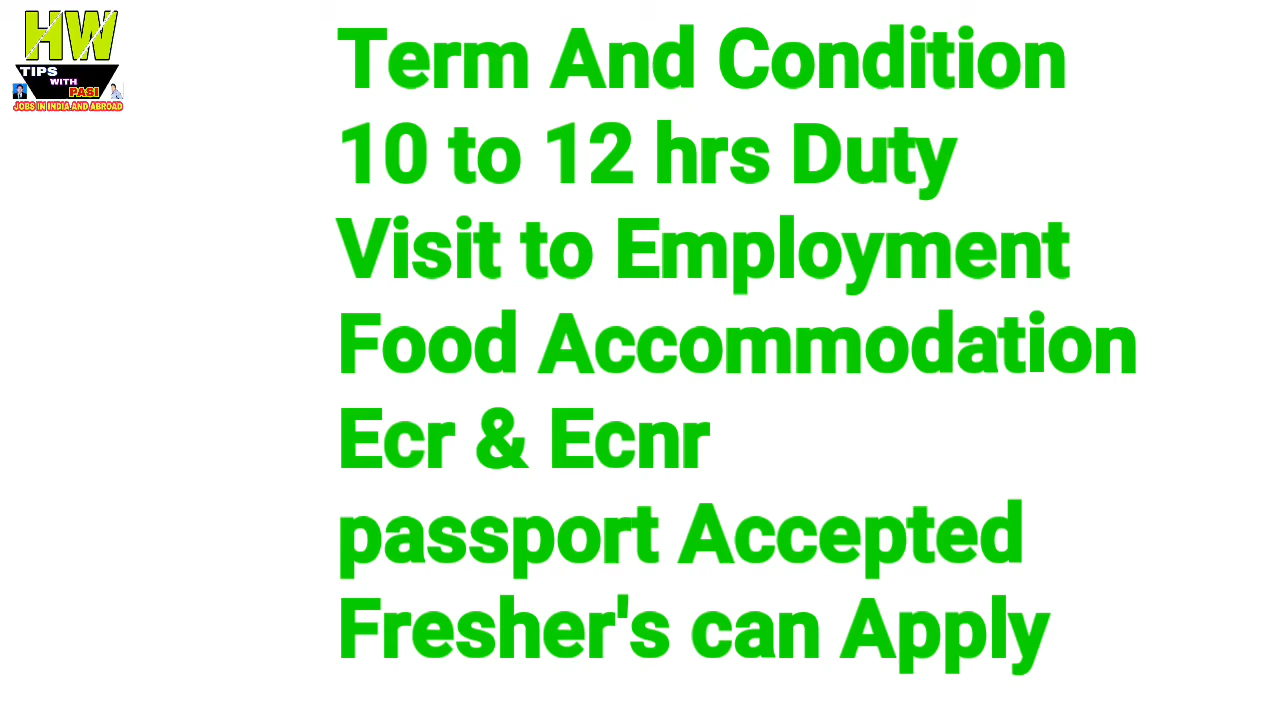 HW
TIPS
WITH
PASI
JOBS IN INDIA AND ABROAD
Term And Condition
10 to 12 hrs Duty
Visit to Employment
Food Accommodation
Ecr & Ecnr
passport Accepted
Fresher's can Apply